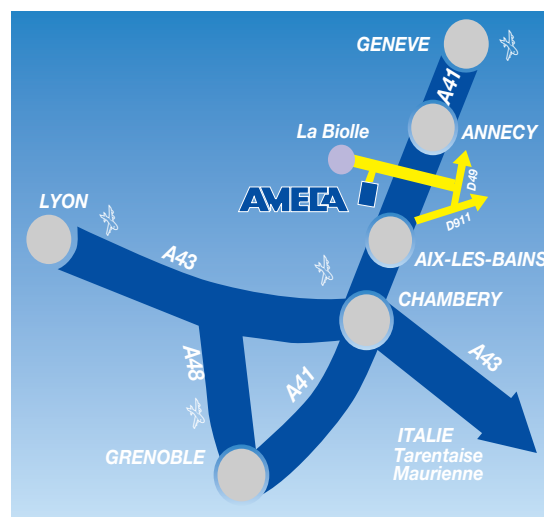 GENEVE
A41
ANNECY
La Biolle
D49
AMECA
D911
LYON
A43
AIX-LES-BAINS
CHAMBERY
A43
A48
A41
ITALIE
Tarentaise
Maurienne
GRENOBLE